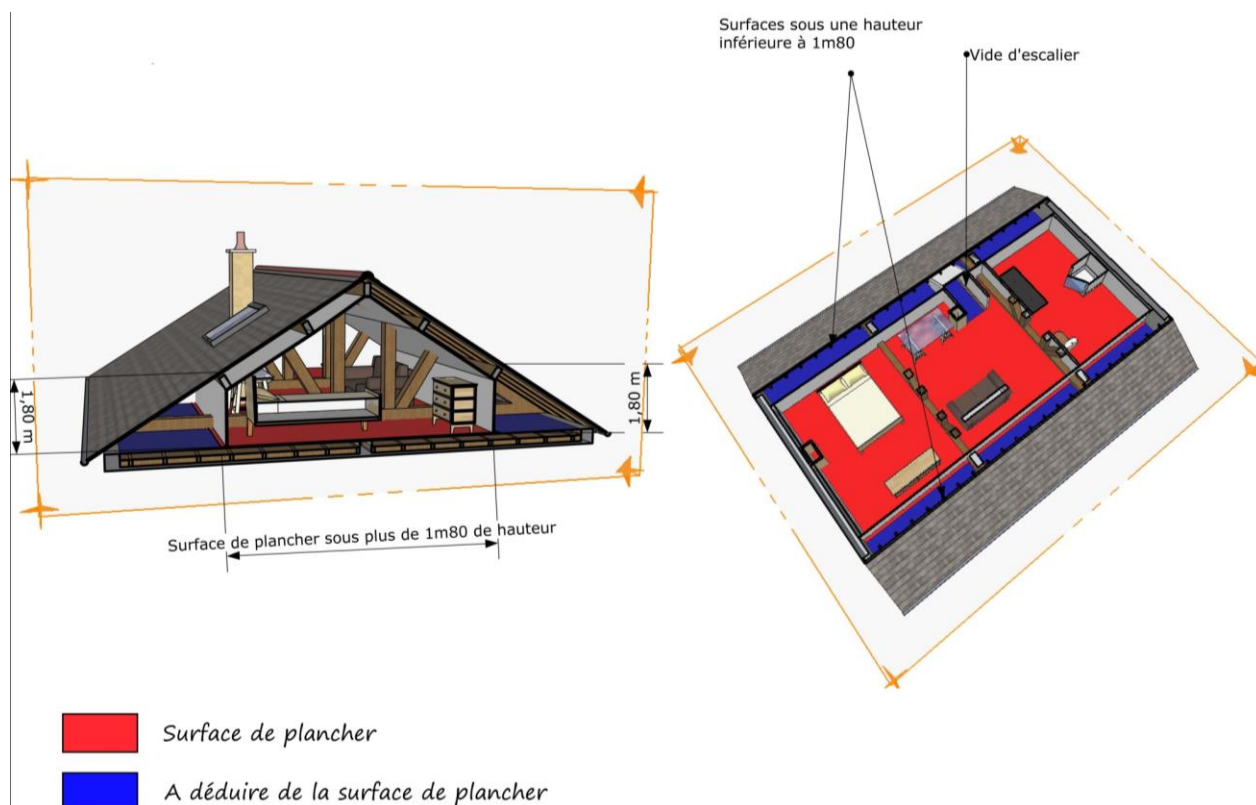 Surfaces sous une hauteur
inférieure à 1m80
Vide d'escalier
1,80 m
1,80 m
Surface de plancher sous plus de 1m80 de hauteur
Surface de plancher
A déduire de la surface de plancher